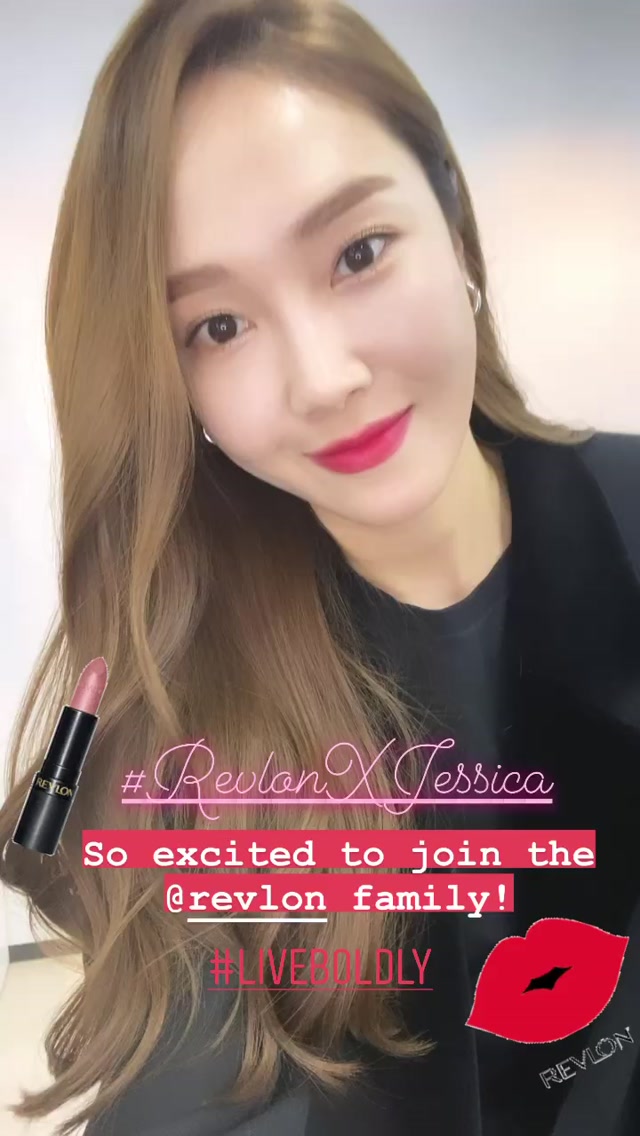 REVLON
#RevlonXJessica
So excited to join the
@revlon family!
#LIVEBOLDLY
REVLON